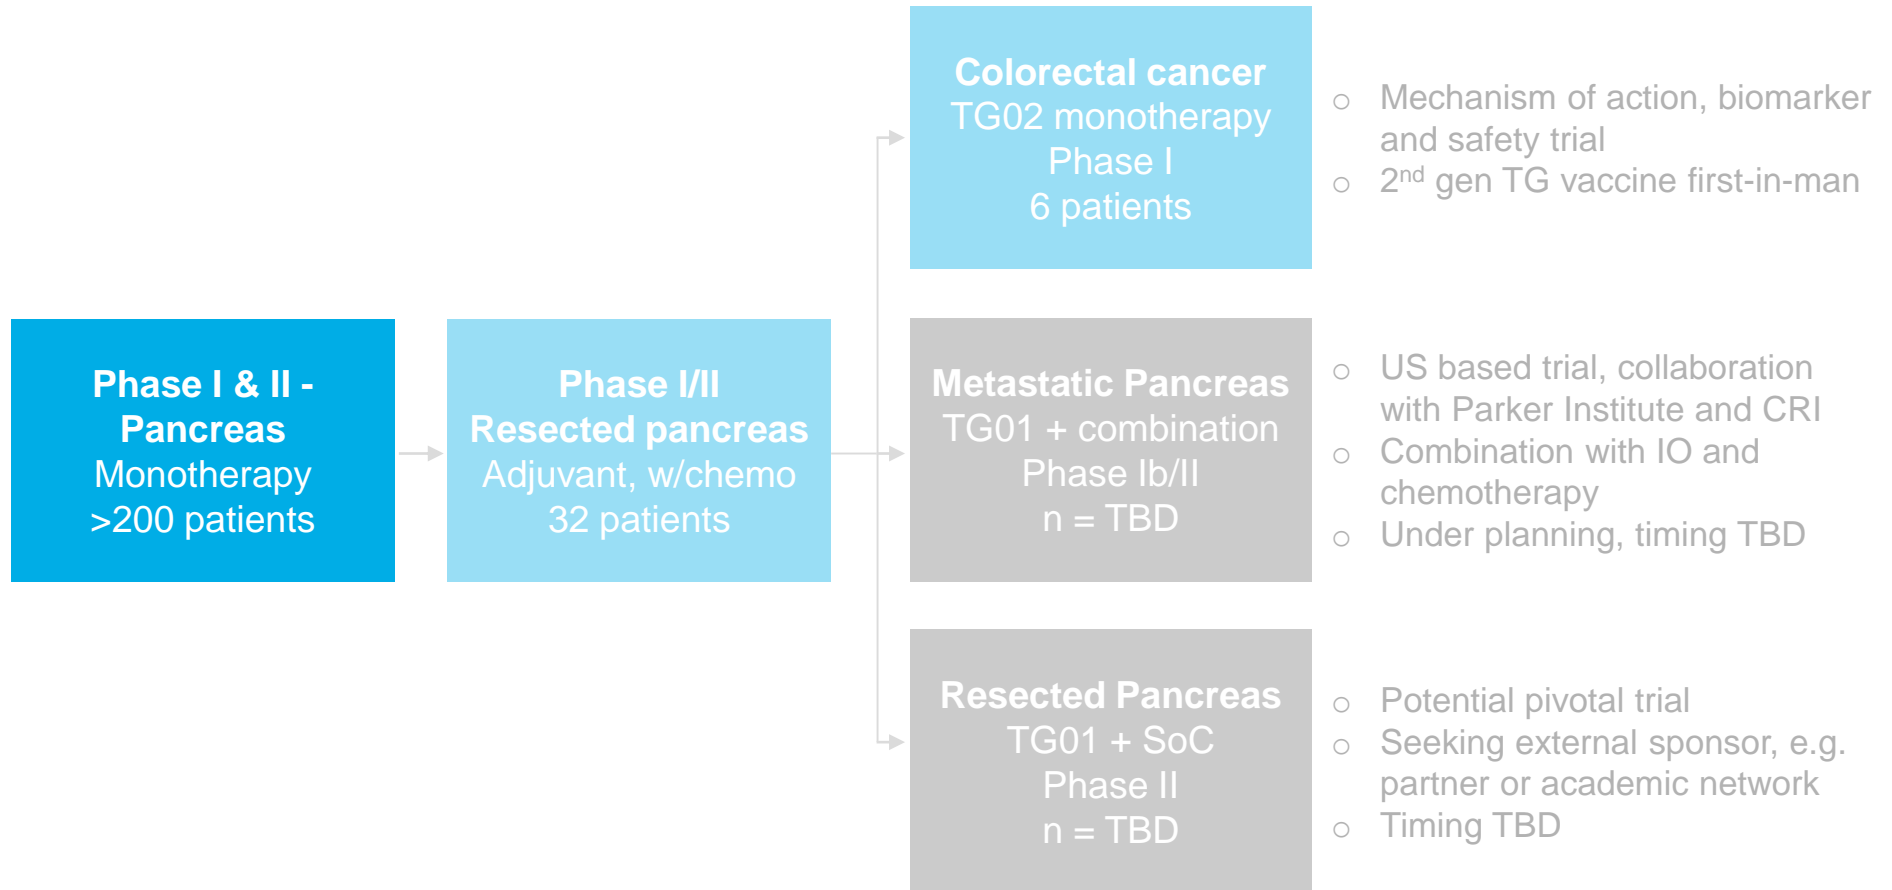 Phase I & II -
Pancreas
Monotherapy
>200 patients
Phase I/II
Resected pancreas
Adjuvant, w/chemo
32 patients
Colorectal cancer
TG02 monotherapy
Phase I
6 patients
○ Mechanism of action, biomarker
and safety trial
○ 2nd gen TG vaccine first-in-man
Metastatic Pancreas
TG01 + combination
Phase Ib/II
n = TBD
○ US based trial, collaboration
with Parker Institute and CRI
○ Combination with IO and
chemotherapy
○ Under planning, timing TBD
Resected Pancreas
TG01 + SoC
Phase II
n = TBD
○ Potential pivotal trial
○ Seeking external sponsor, e.g.
partner or academic network
○ Timing TBD